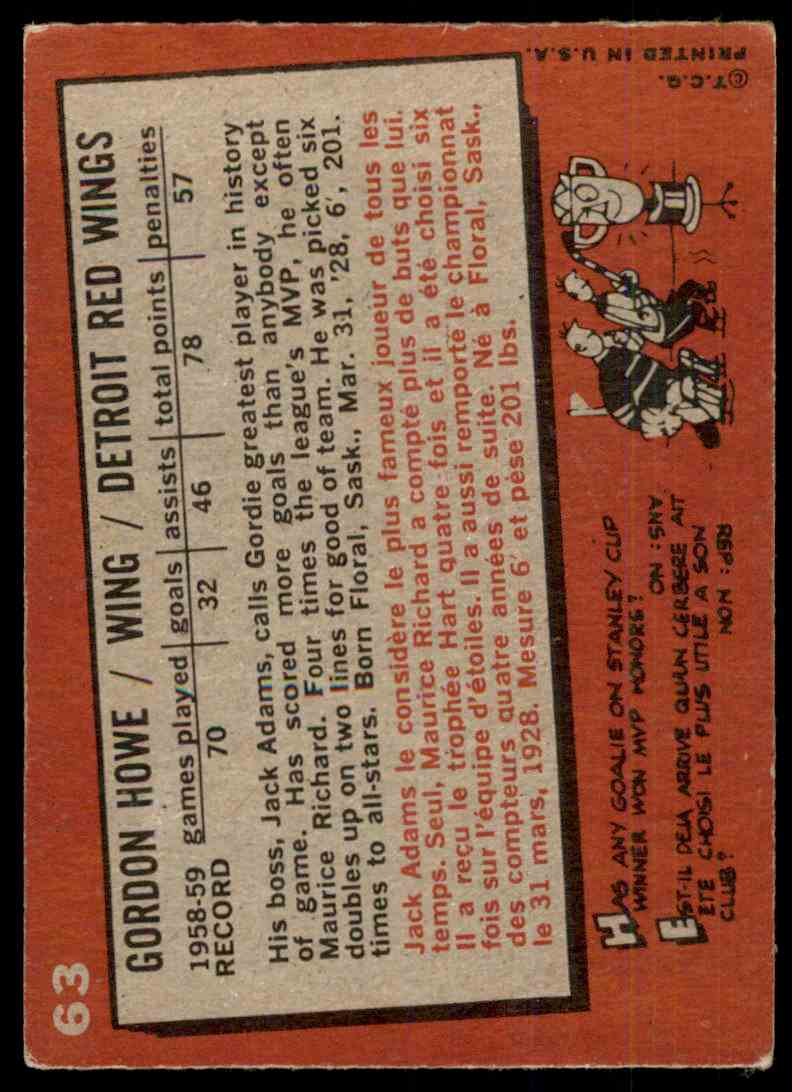 63
GORDON HOWE / WING / DETROIT RED WINGS
1958-59 games played goals assists total points penalties
RECORD 70 32 46 78 57
His boss, Jack Adams, calls Gordie greatest player in history
of game. Has scored more goals than anybody except
Maurice Richard. Four times the league's MVP, he often
doubles up on two lines for good of team. He was picked six
times to all-stars. Born Floral, Sask., Mar. 31, '28, 6', 201.
Jack Adams le considère le plus fameux joueur de tous les
temps. Seul, Maurice Richard a compté plus de buts que lui.
Il a reçu le trophée Hart quatre fois et il a été choisi six
fois sur l'équipe d'étoiles. Il a aussi remporté le championnat
des compteurs quatre années de suite. Né à Floral, Sask.,
le 31 mars, 1928. Mesure 6' et pèse 201 lbs.
HAS ANY GOALIE ON STANLEY CUP
WINNER WON MVP HONORS?
ANS: NO
EST-IL DEJA ARRIVE QU'UN CERBERE AIT
ETE CHOISI LE PLUS UTILE A SON
CLUB?
REP: NON
© T.C.G.
PRINTED IN U.S.A.